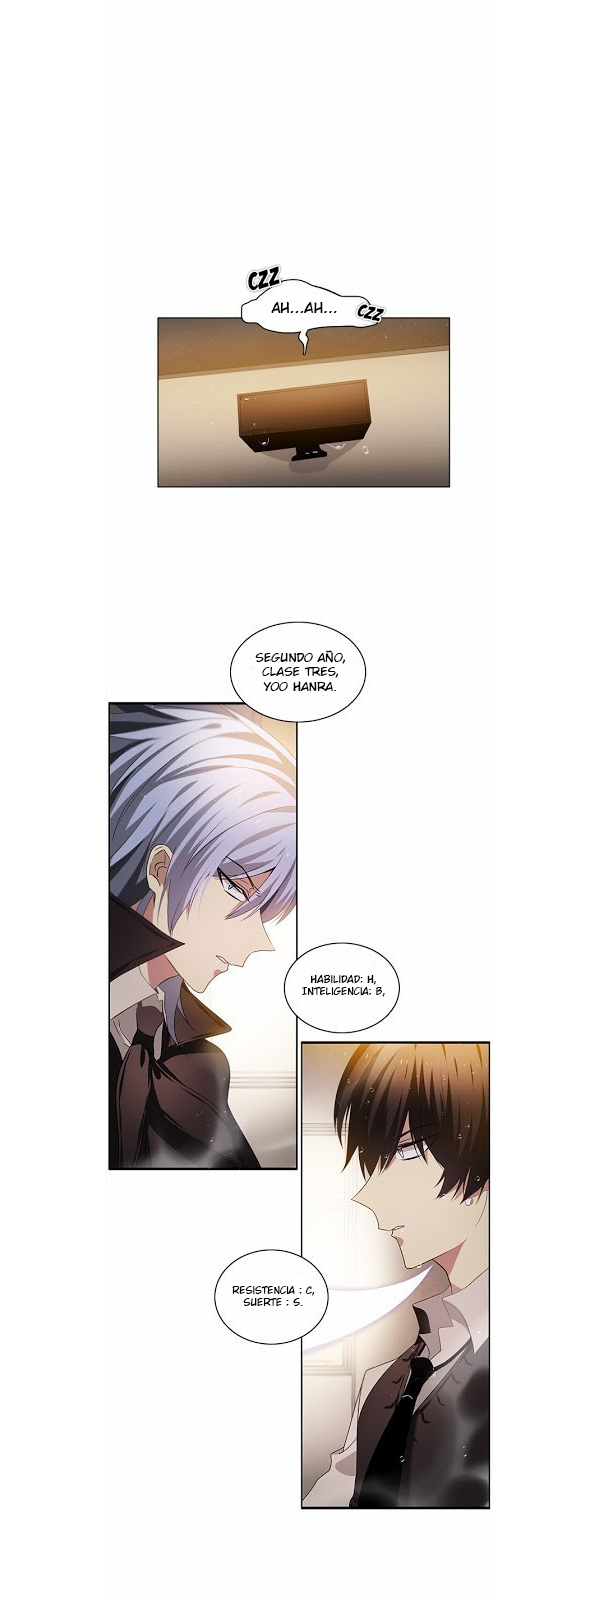 CZZ
AH...AH...
CZZ
SEGUNDO AÑO,
CLASE TRES,
YOO HANRA.
HABILIDAD: H,
INTELIGENCIA: B,
RESISTENCIA : C,
SUERTE : S.